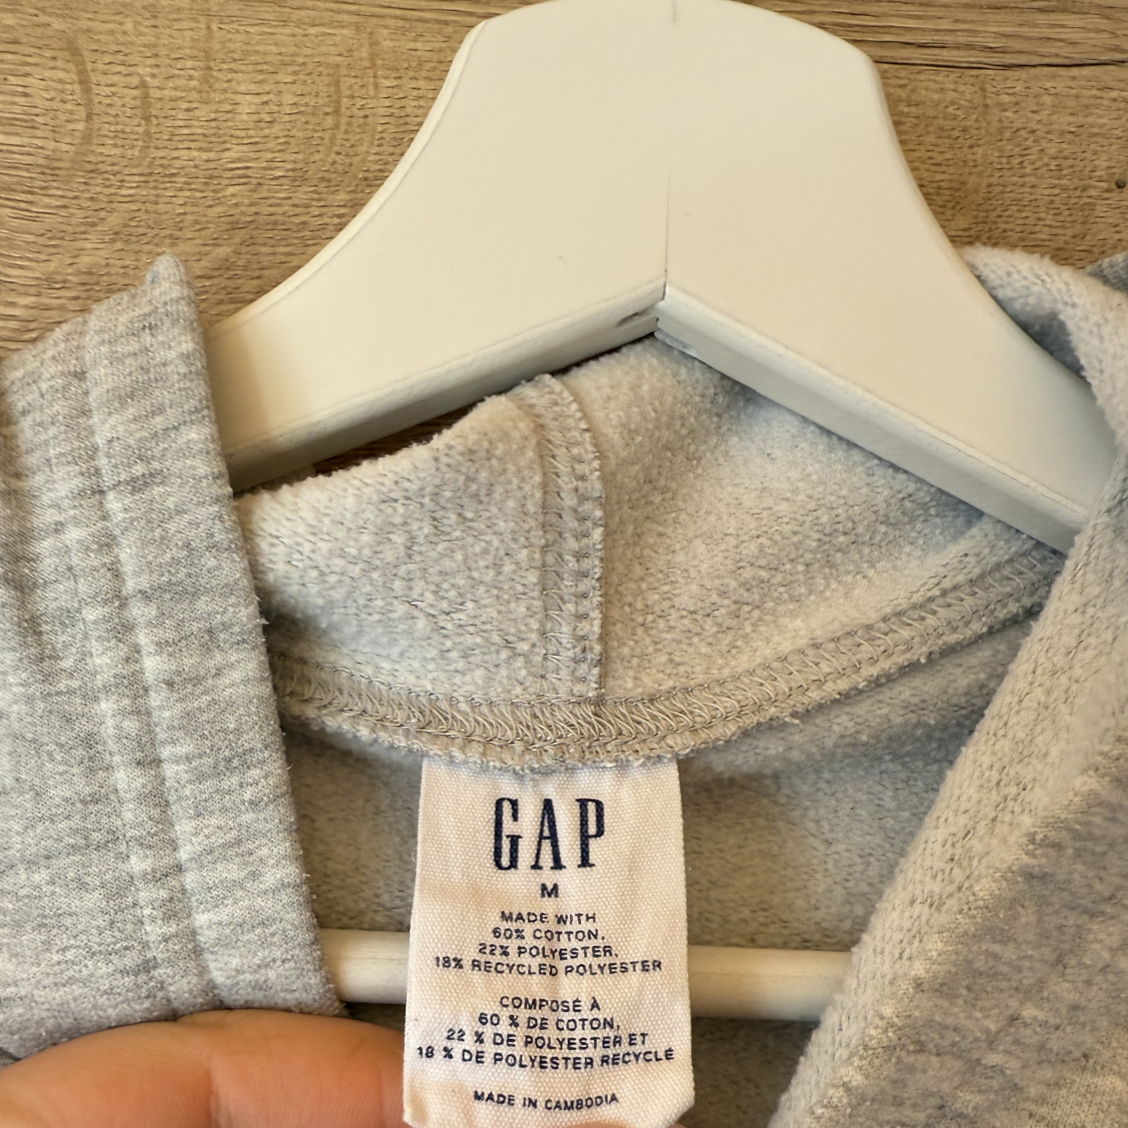 GAP
M
MADE WITH
60% COTTON,
22% POLYESTER,
18% RECYCLED POLYESTER
COMPOSÉ À
60 % DE COTON,
22 % DE POLYESTER ET
18 % DE POLYESTER RECYCLÉ
MADE IN CAMBODIA